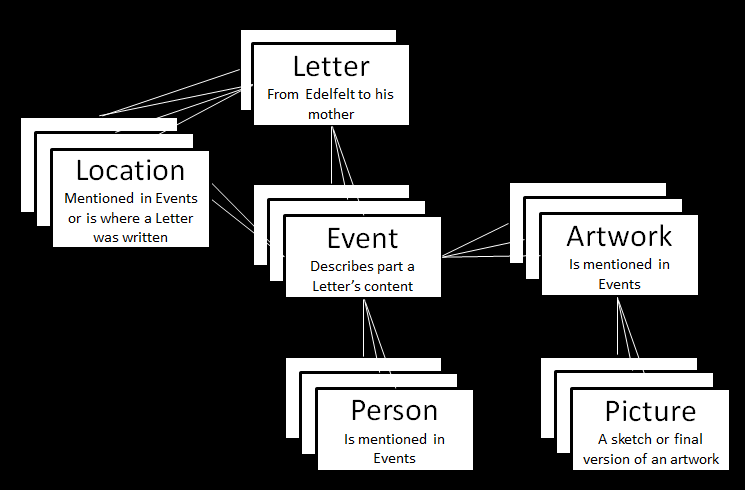 Letter
From Edelfelt to his
mother
Location
Mentioned in Events
or is where a Letter
was written
Event
Describes part a
Letter's content
Artwork
Is mentioned in
Events
Person
Is mentioned in
Events
Picture
A sketch or final
version of an artwork